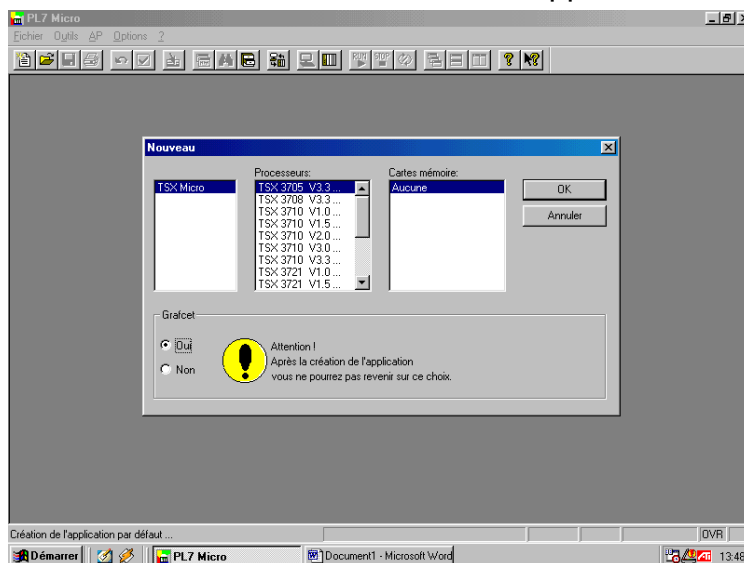 PL7 Micro
Fichier Outils AP Options ?
RUN STOP
Nouveau
Processeurs:
Cartes mémoire:
TSX Micro
TSX 3705 V3.3 ...
TSX 3708 V3.3 ...
TSX 3710 V1.0 ...
TSX 3710 V1.5 ...
TSX 3710 V2.0 ...
TSX 3710 V3.0 ...
TSX 3710 V3.3 ...
TSX 3721 V1.0 ...
TSX 3721 V1.5 ...
Aucune
OK
Annuler
Grafcet
Oui
Non
Attention !
Après la création de l'application
vous ne pourrez pas revenir sur ce choix.
Création de l'application par défaut ...
OVR
Démarrer
PL7 Micro
Document1 - Microsoft Word
ATI
13:48